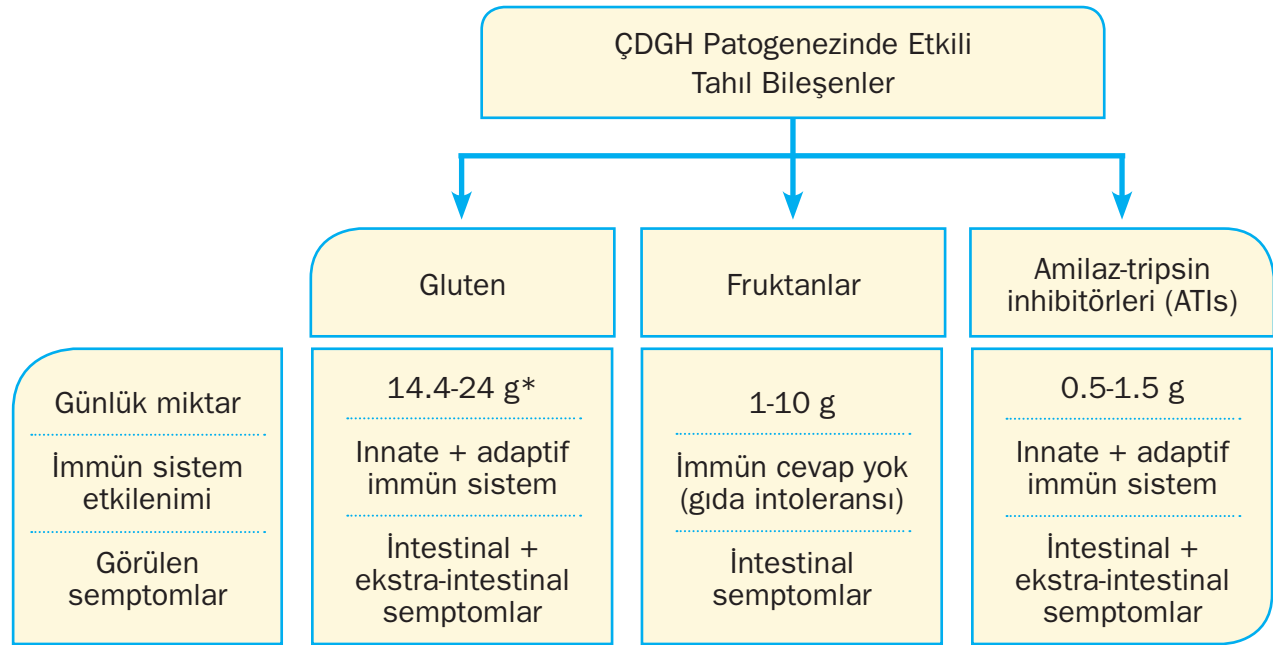 ÇDGH Patogenezinde Etkili
Tahıl Bileşenler
Gluten
Fruktanlar
Amilaz-tripsin
inhibitörleri (ATIs)
Günlük miktar
14.4-24 g*
1-10 g
0.5-1.5 g
İmmün sistem
etkilenimi
Innate + adaptif
immün sistem
İmmün cevap yok
(gıda intoleransı)
Innate + adaptif
immün sistem
Görülen
semptomlar
İntestinal +
ekstra-intestinal
semptomlar
İntestinal
semptomlar
İntestinal +
ekstra-intestinal
semptomlar